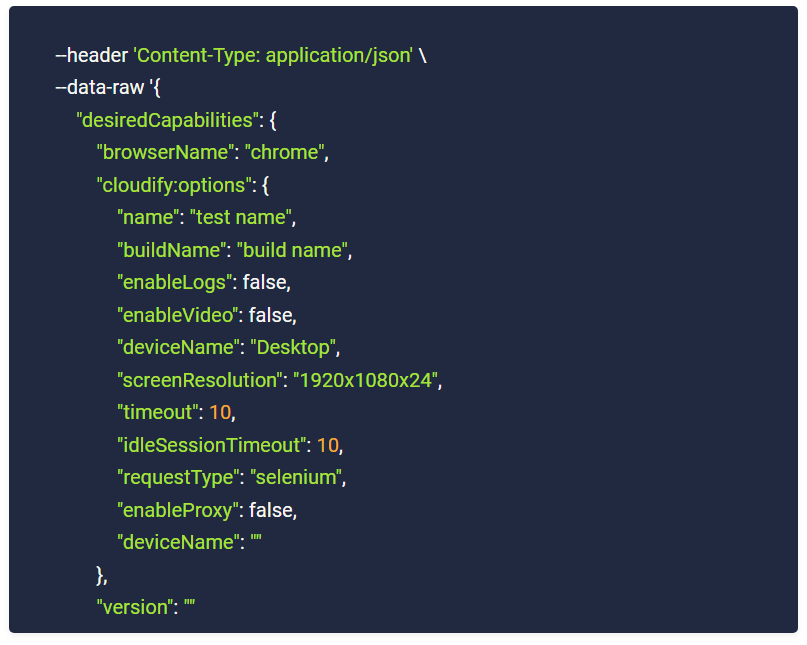 --header 'Content-Type: application/json' \
--data-raw '{
"desiredCapabilities": {
"browserName": "chrome",
"cloudify:options": {
"name": "test name",
"buildName": "build name",
"enableLogs": false,
"enableVideo": false,
"deviceName": "Desktop",
"screenResolution": "1920x1080x24",
"timeout": 10,
"idleSessionTimeout": 10,
"requestType": "selenium",
"enableProxy": false,
"deviceName": ""
},
"version": ""